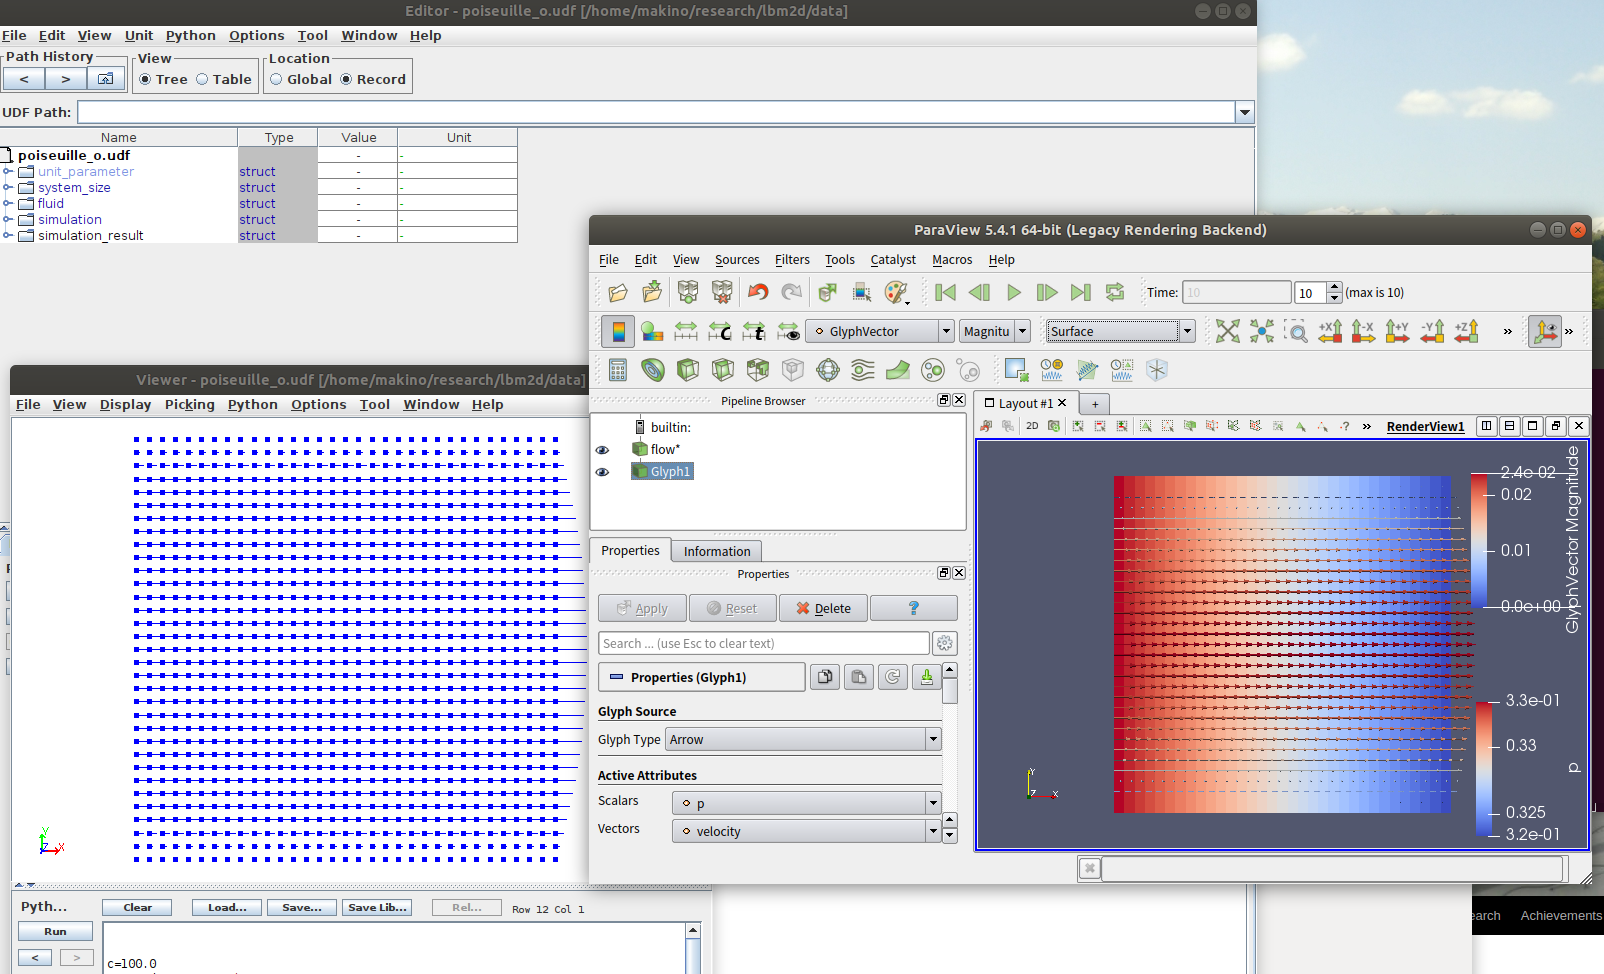 Editor - poiseuille_o.udf [/home/makino/research/lbm2d/data]
File Edit View Unit Python Options Tool Window Help
Path History
View
Location
< >
Tree Table
Global Record
UDF Path:
Name Type Value Unit
poiseuille_o.udf - -
unit_parameter struct - -
system_size struct - -
fluid struct - -
simulation struct - -
simulation_result struct - -
Viewer - poiseuille_o.udf [/home/makino/research/lbm2d/data]
File View Display Picking Python Options Tool Window Help
Y
Z X
Pyth...
Clear Load... Save... Save Lib... Rel... Row 12 Col 1
Run
< >
c=100.0
ParaView 5.4.1 64-bit (Legacy Rendering Backend)
File Edit View Sources Filters Tools Catalyst Macros Help
Time: 10 10 (max is 10)
GlyphVector Magnitu Surface
+X -X +Y -Y +Z »
»
Pipeline Browser
builtin:
flow*
Glyph1
Properties Information
Properties
Apply Reset Delete ?
Search ... (use Esc to clear text)
Properties (Glyph1)
Glyph Source
Glyph Type Arrow
Active Attributes
Scalars p
Vectors velocity
Layout #1 +
2D ? » RenderView1
2.4e-02
0.02
0.01
0.0e+00
GlyphVector Magnitude
3.3e-01
0.33
0.325
3.2e-01
p
Y
Z X
earch Achievements